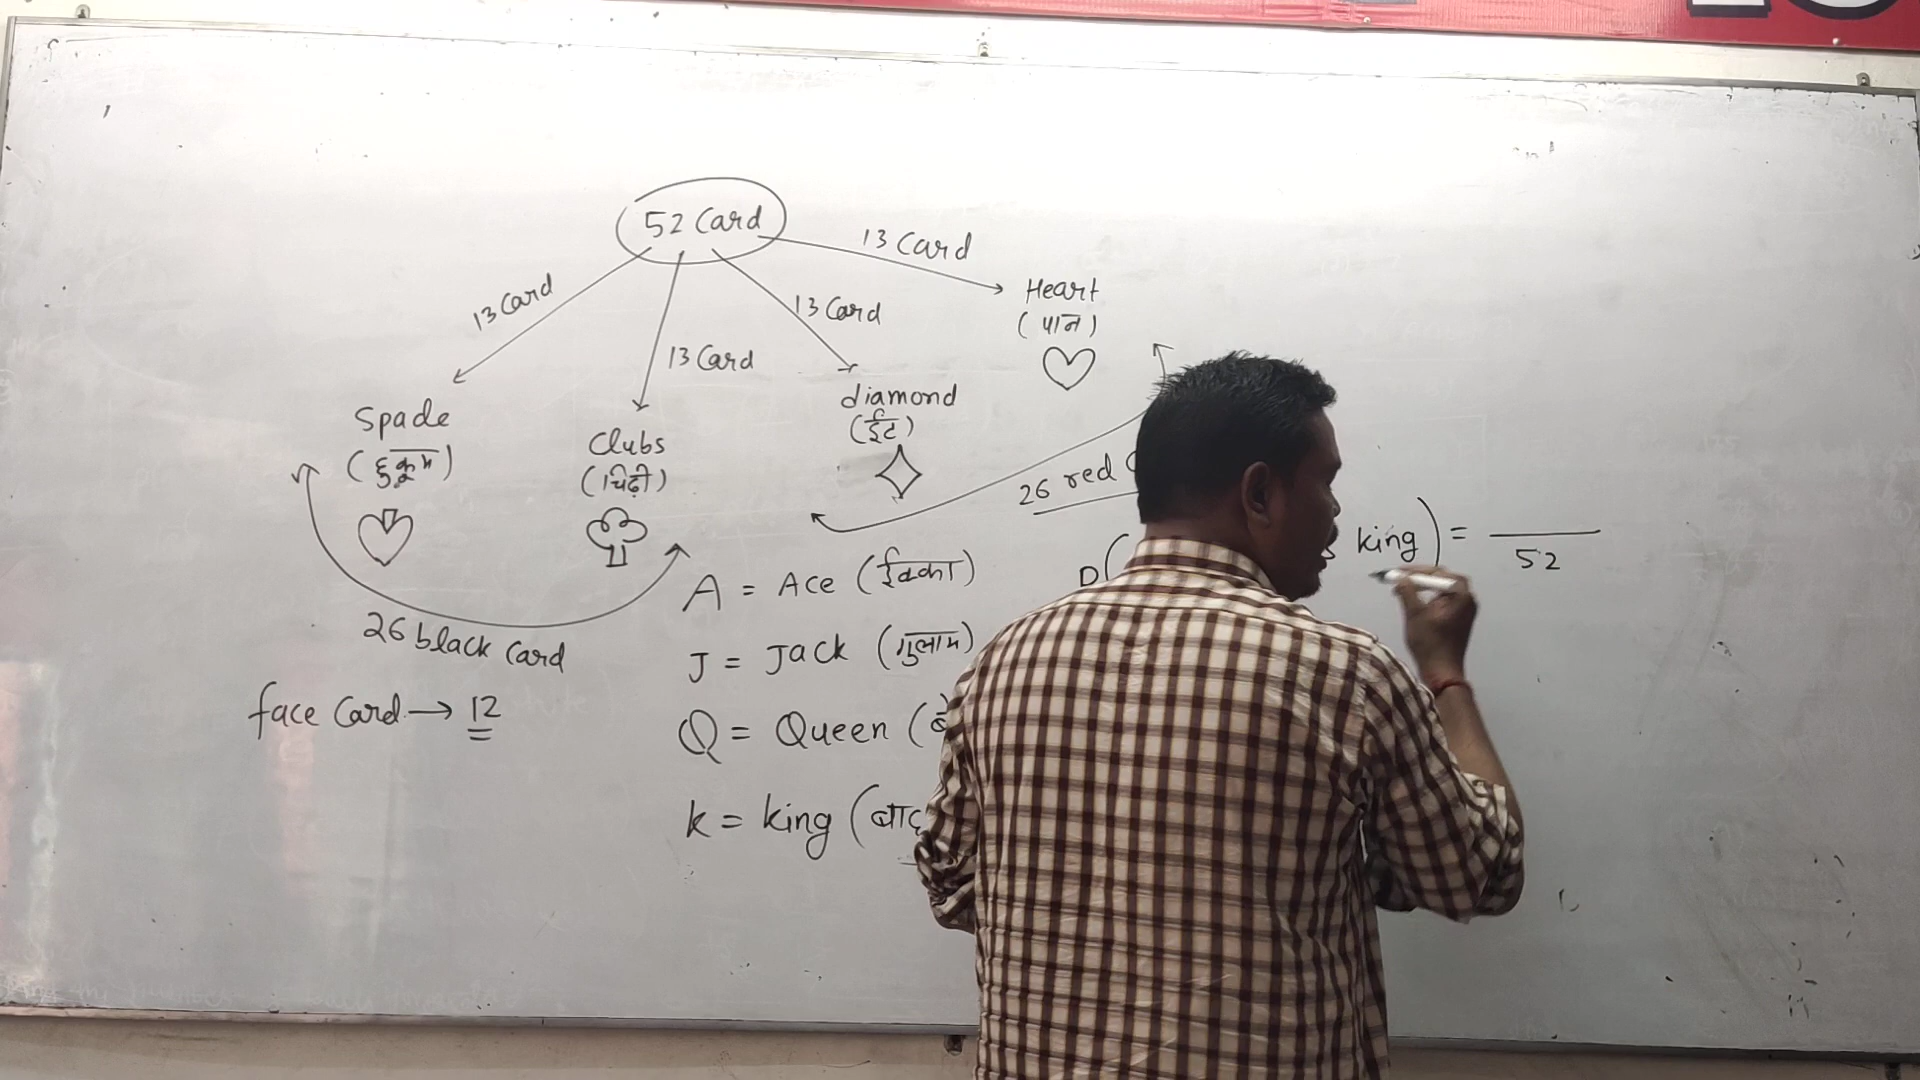 52 Card
13 Card
13 Card
13 Card
13 Card
Heart
(पान)
Spade
(हुकुम)
Clubs
(चिड़ी)
diamond
(ईंट)
26 red
26 black Card
face Card → 12
A = Ace (ईक्का)
J = Jack (गुलाम)
Q = Queen (
K = king (
P( king) = 52